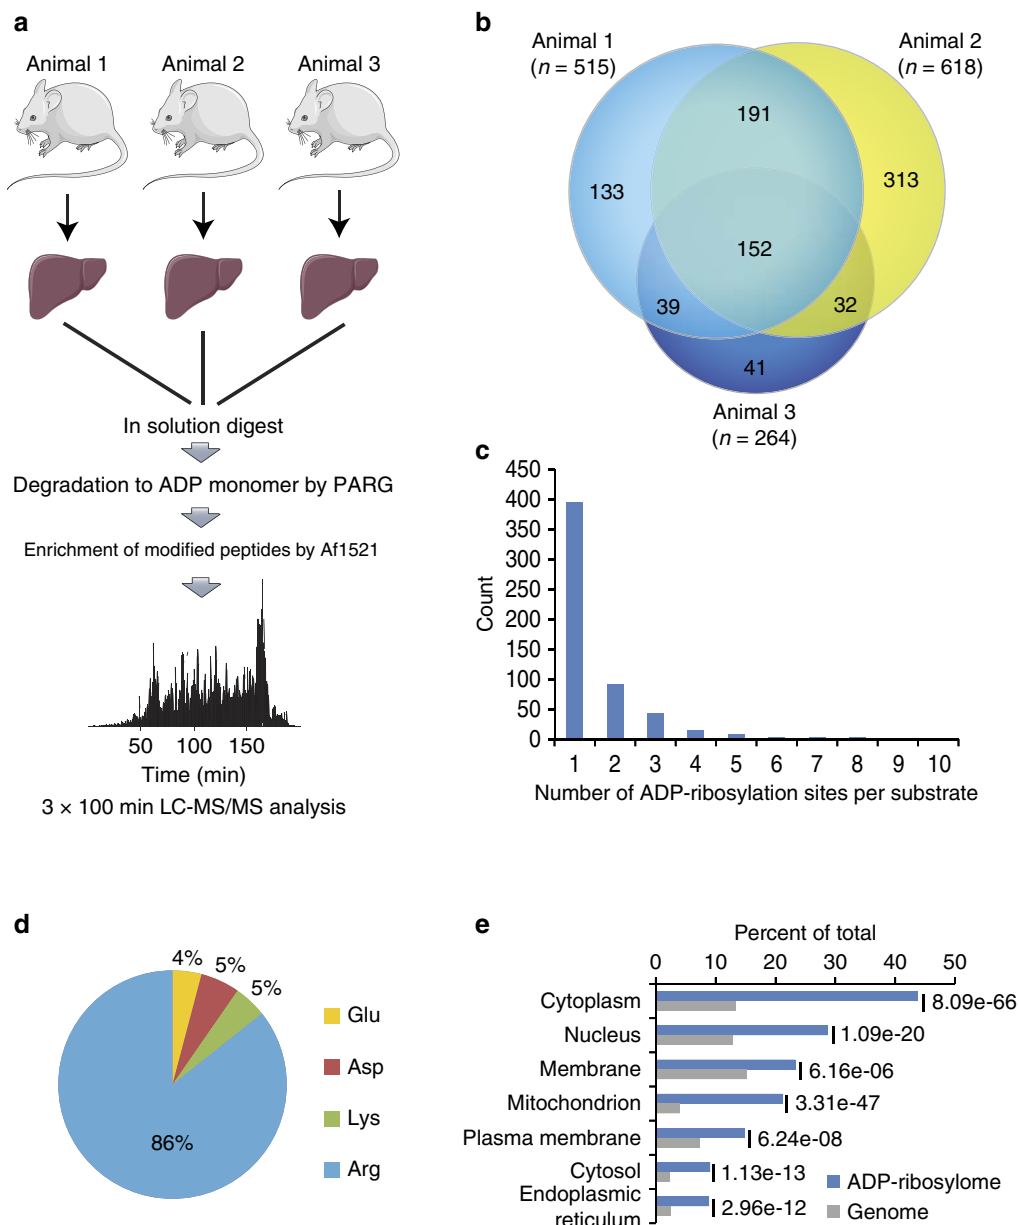 a
Animal 1
Animal 2
Animal 3
In solution digest
Degradation to ADP monomer by PARG
Enrichment of modified peptides by Af1521
50 100 150
Time (min)
3 × 100 min LC-MS/MS analysis
b
Animal 1
(n = 515)
Animal 2
(n = 618)
191
133
313
152
39
32
41
Animal 3
(n = 264)
c
450
400
350
300
250
200
150
100
50
0
Count
1 2 3 4 5 6 7 8 9 10
Number of ADP-ribosylation sites per substrate
d
4%
5%
5%
86%
Glu
Asp
Lys
Arg
e
Percent of total
0 10 20 30 40 50
Cytoplasm 8.09e-66
Nucleus 1.09e-20
Membrane 6.16e-06
Mitochondrion 3.31e-47
Plasma membrane 6.24e-08
Cytosol 1.13e-13
Endoplasmic
reticulum 2.96e-12
ADP-ribosylome
Genome